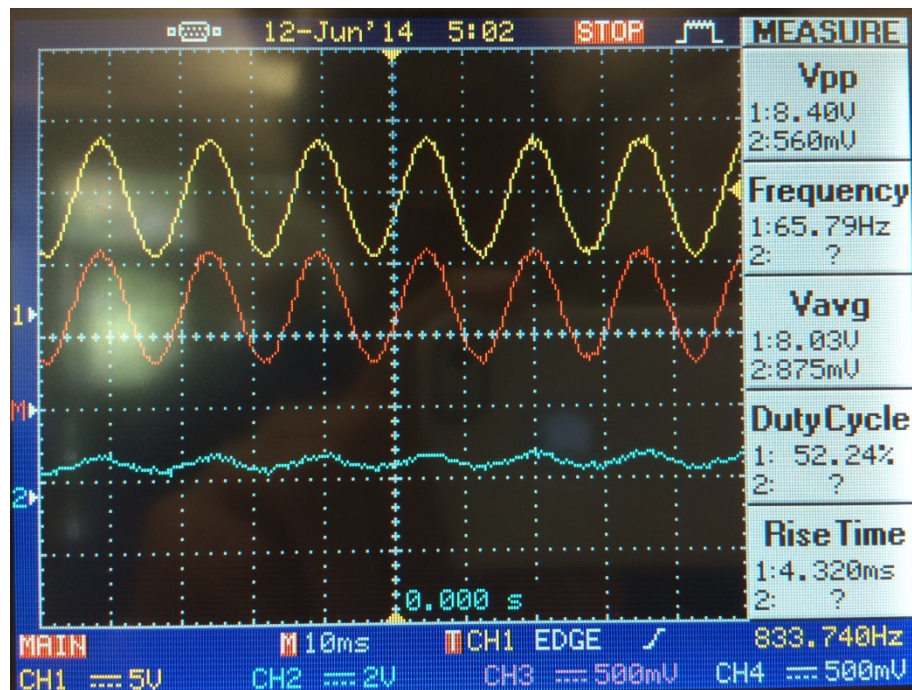 12-Jun'14 5:02 STOP
MEASURE
Vpp
1:8.40V
2:560mV
Frequency
1:65.79Hz
2: ?
Vavg
1:8.03V
2:875mV
Duty Cycle
1: 52.24%
2: ?
Rise Time
1:4.320ms
2: ?
1
M
2
0.000 s
MAIN M 10ms T CH1 EDGE 833.740Hz
CH1 5V CH2 2V CH3 500mV CH4 500mV